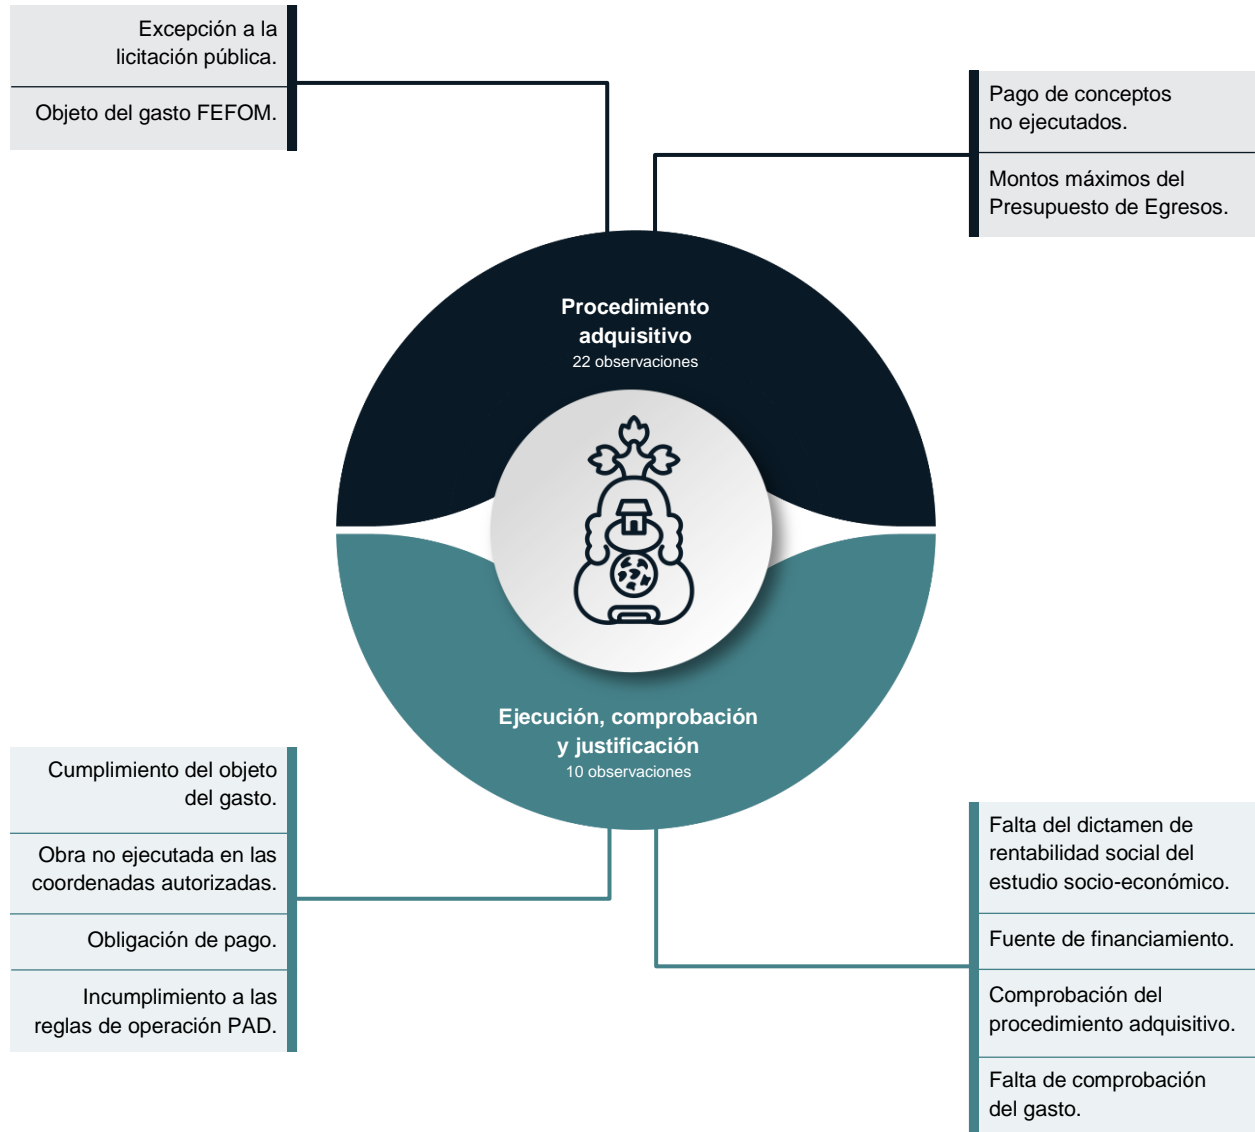 Excepción a la
licitación pública.
Objeto del gasto FEFOM.
Pago de conceptos
no ejecutados.
Montos máximos del
Presupuesto de Egresos.
Procedimiento
adquisitivo
22 observaciones
Ejecución, comprobación
y justificación
10 observaciones
Cumplimiento del objeto
del gasto.
Obra no ejecutada en las
coordenadas autorizadas.
Obligación de pago.
Incumplimiento a las
reglas de operación PAD.
Falta del dictamen de
rentabilidad social del
estudio socio-económico.
Fuente de financiamiento.
Comprobación del
procedimiento adquisitivo.
Falta de comprobación
del gasto.